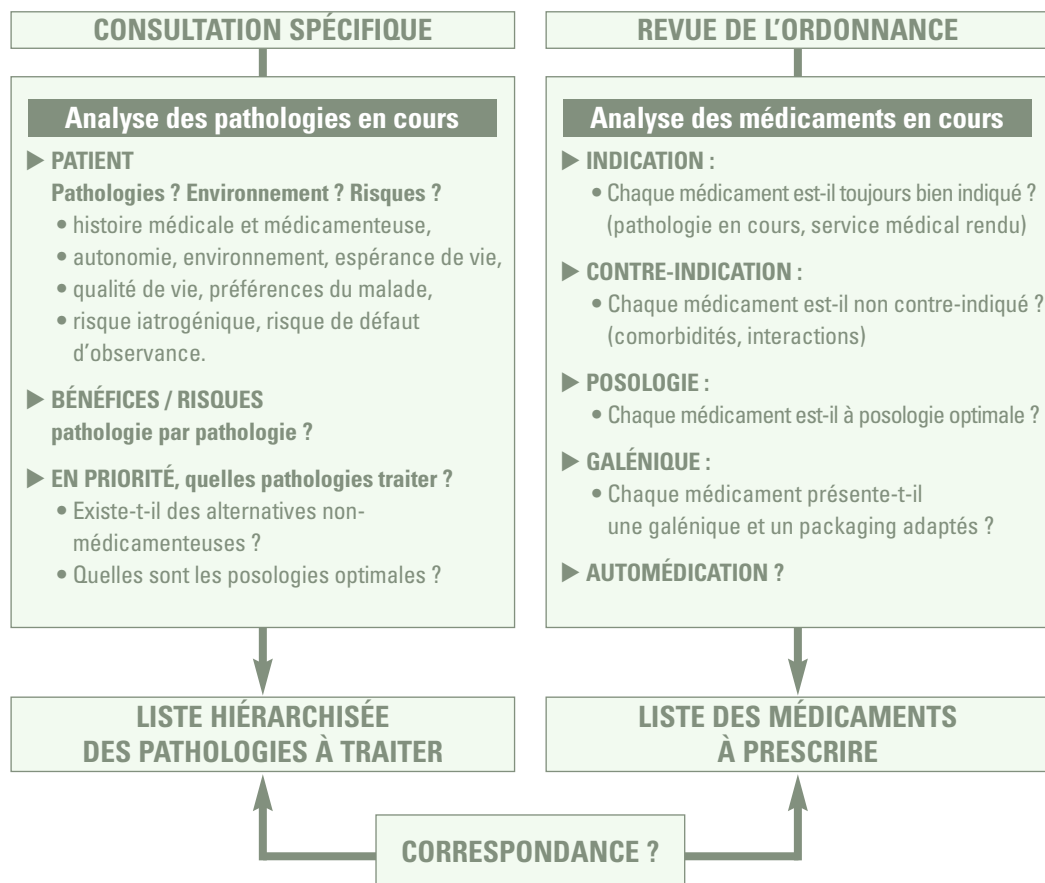 CONSULTATION SPÉCIFIQUE
Analyse des pathologies en cours
▶ PATIENT
Pathologies ? Environnement ? Risques ?
• histoire médicale et médicamenteuse,
• autonomie, environnement, espérance de vie,
• qualité de vie, préférences du malade,
• risque iatrogénique, risque de défaut
d'observance.
▶ BÉNÉFICES / RISQUES
pathologie par pathologie ?
▶ EN PRIORITÉ, quelles pathologies traiter ?
• Existe-t-il des alternatives non-
médicamenteuses ?
• Quelles sont les posologies optimales ?
LISTE HIÉRARCHISÉE
DES PATHOLOGIES À TRAITER
REVUE DE L'ORDONNANCE
Analyse des médicaments en cours
▶ INDICATION :
• Chaque médicament est-il toujours bien indiqué ?
(pathologie en cours, service médical rendu)
▶ CONTRE-INDICATION :
• Chaque médicament est-il non contre-indiqué ?
(comorbidités, interactions)
▶ POSOLOGIE :
• Chaque médicament est-il à posologie optimale ?
▶ GALÉNIQUE :
• Chaque médicament présente-t-il
une galénique et un packaging adaptés ?
▶ AUTOMÉDICATION ?
LISTE DES MÉDICAMENTS
À PRESCRIRE
CORRESPONDANCE ?